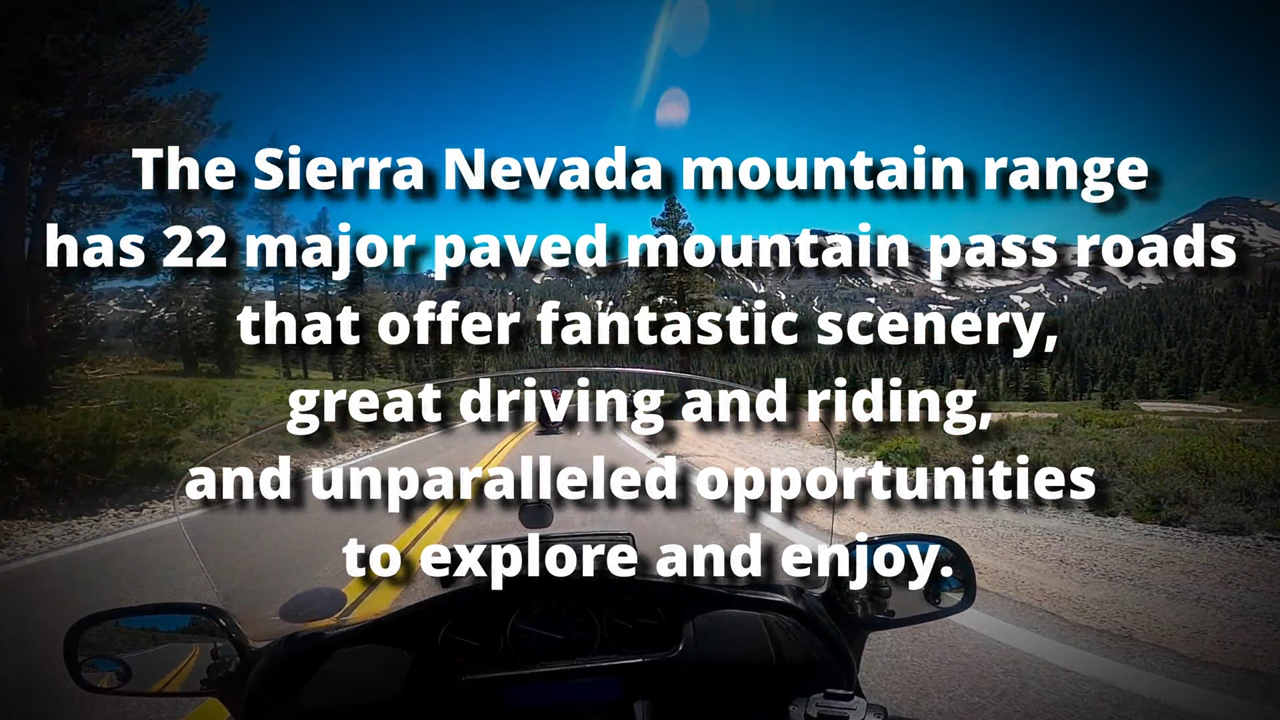 The Sierra Nevada mountain range
has 22 major paved mountain pass roads
that offer fantastic scenery,
great driving and riding,
and unparalleled opportunities
to explore and enjoy.